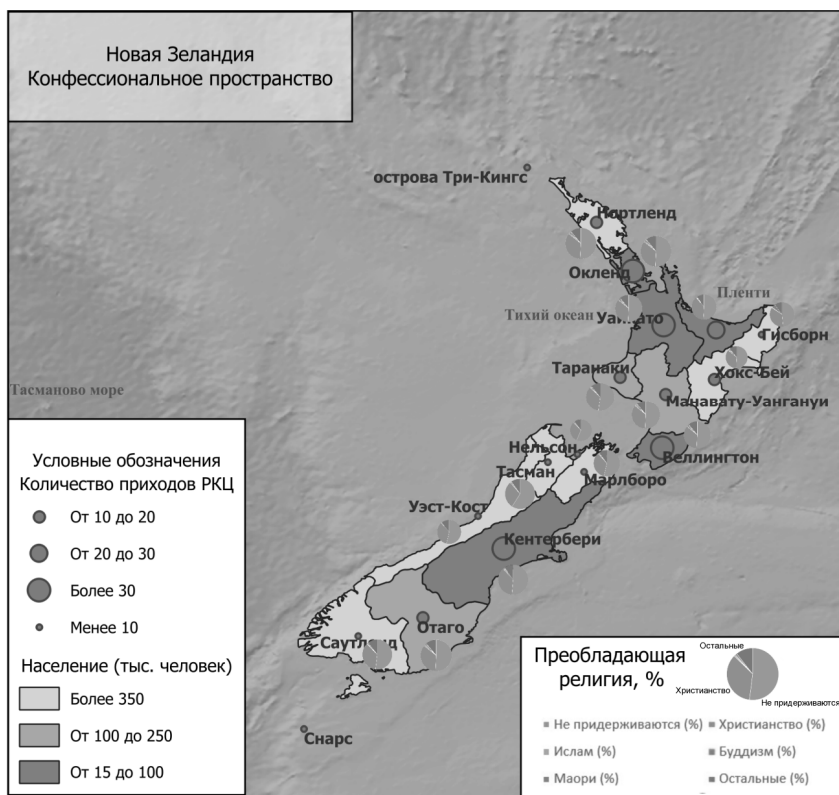 Новая Зеландия
Конфессиональное пространство
острова Три-Кингс
Нортленд
Окленд
Пленти
Тихий океан
Уайкато
Гисборн
Таранаки
Хокс-Бей
Тасманово море
Манавату-Уангануи
Нельсон
Веллингтон
Тасман
Марлборо
Уэст-Кост
Кентербери
Отаго
Саутленд
Снарс
Условные обозначения
Количество приходов РКЦ
От 10 до 20
От 20 до 30
Более 30
Менее 10
Население (тыс. человек)
Более 350
От 100 до 250
От 15 до 100
Преобладающая
религия, %
Остальные
Христианство
Не придерживаются
Не придерживаются (%)
Христианство (%)
Ислам (%)
Буддизм (%)
Маори (%)
Остальные (%)